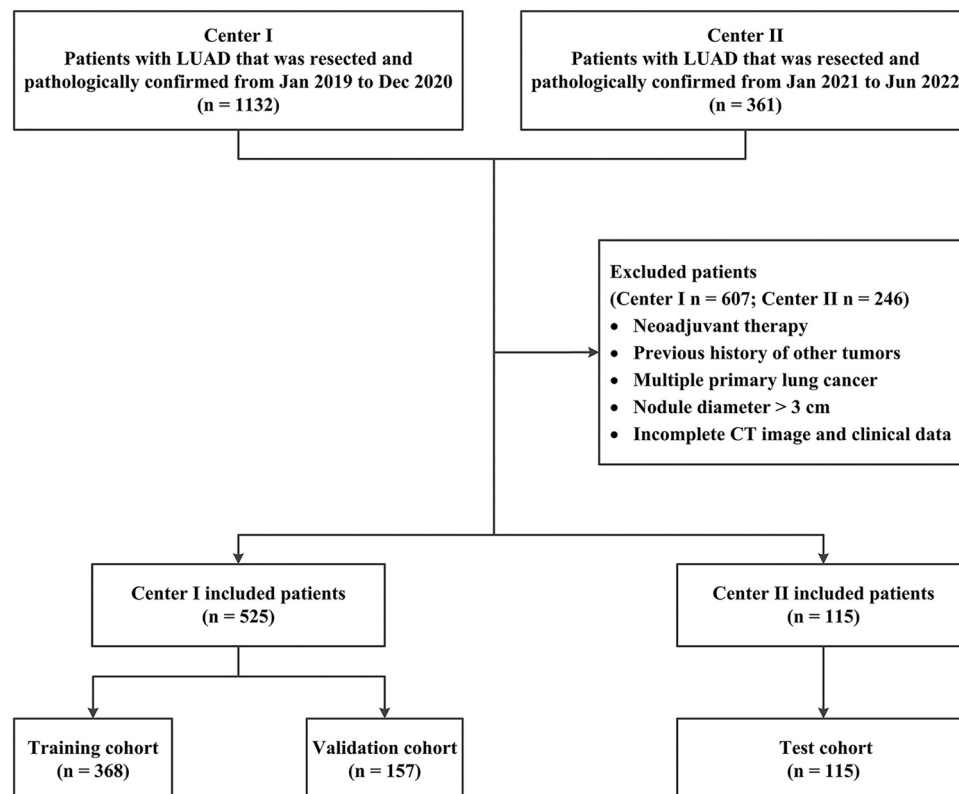 Center I
Patients with LUAD that was resected and
pathologically confirmed from Jan 2019 to Dec 2020
(n = 1132)
Center II
Patients with LUAD that was resected and
pathologically confirmed from Jan 2021 to Jun 2022
(n = 361)
Excluded patients
(Center I n = 607; Center II n = 246)
• Neoadjuvant therapy
• Previous history of other tumors
• Multiple primary lung cancer
• Nodule diameter > 3 cm
• Incomplete CT image and clinical data
Center I included patients
(n = 525)
Center II included patients
(n = 115)
Training cohort
(n = 368)
Validation cohort
(n = 157)
Test cohort
(n = 115)